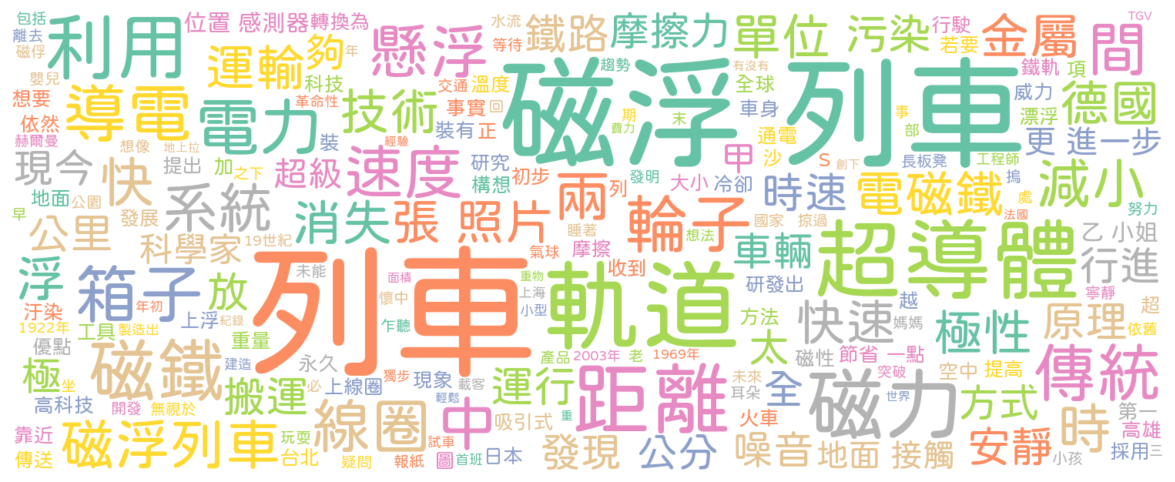 包括 位置 感測器 轉換為 水流 鐵路 摩擦力 單位 污染 行駛 金屬 間 TGV
離去 利用 運輸 夠 年 懸浮 等待 趨勢 有沒有 若要
磁俘 嬰兒 科技 交通 溫度 磁浮 列車 全球 鐵軌 項
想要 導電 電力 革命性 技術 事實 回 車身 威力 德國
依然 裝 裝有 正 期 末 通電 事 漂浮
赫爾曼 想像 地上拉 經驗 費力 沙 部 更 進一步
現今 快 提出 加 之下 超級 速度 研究 初步 兩 發明 甲 S 創下 長板凳 工程師
地面 公園 系統 構想 列 大小 冷卻 時速 電磁鐵 塢 處 減小
早 發展 消失 張 照片 輪子 國家 掠過 法國 努力
公里 科學家 19世紀 睡著 摩擦 想法 車輛 超導體 乙 小姐
浮 箱子 放 列車 未能 氣球 收到 軌道 研發出 行進
汙染 年初 面積 重物 寧靜
1922年 工具 製造出 上浮 紀錄 懷中 上海 方法 越 快速 媽媽 極性 原理 超
優點 磁鐵 重量 乍聽 小型 太 磁性 節省 一點 依舊
極 坐 建造 永久 產品 2003年 老 1969年 空中 提高 傳統
高科技 搬運 必 獨步 上線圈 現象 載客 運行 距離 未來 耳朵 全 磁力 突破 世界 方式
開發 無視於 線圈 輕鬆 中 吸引式 重 火車 第一
靠近 磁浮列車 玩耍 試車 發現 公分 噪音 地面 接觸 安靜 時 高雄
傳送 台北 疑問 報紙 圖 首班 日本 小孩 採用 三